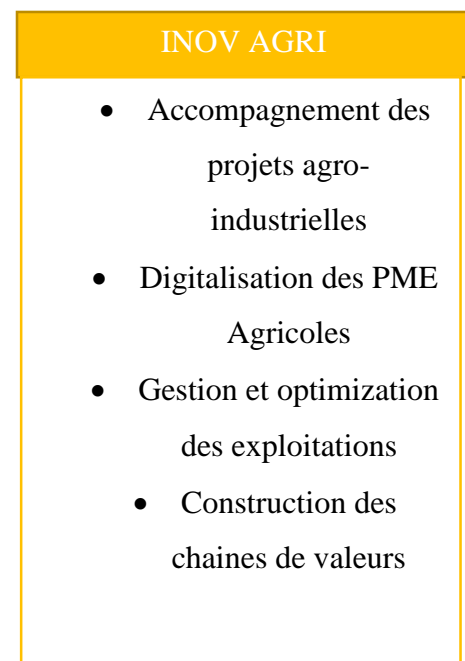 INOV AGRI
• Accompagnement des
projets agro-
industrielles
• Digitalisation des PME
Agricoles
• Gestion et optimization
des exploitations
• Construction des
chaines de valeurs